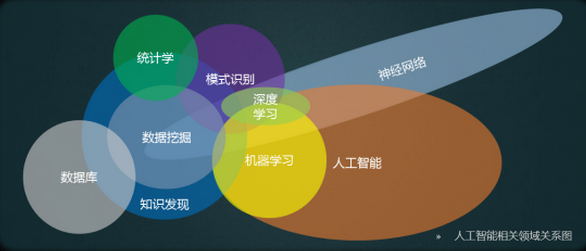 统计学
模式识别
神经网络
深度
学习
数据挖掘
机器学习
人工智能
数据库
知识发现
» 人工智能相关领域关系图